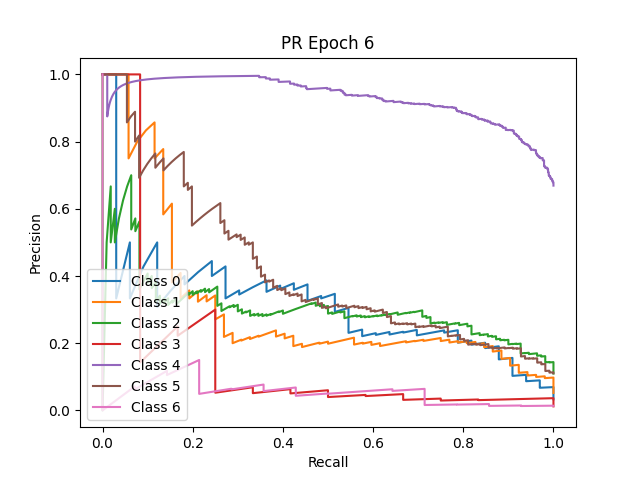 PR Epoch 6
Precision
1.0
0.8
0.6
0.4
0.2
0.0
Class 0
Class 1
Class 2
Class 3
Class 4
Class 5
Class 6
0.0 0.2 0.4 0.6 0.8 1.0
Recall